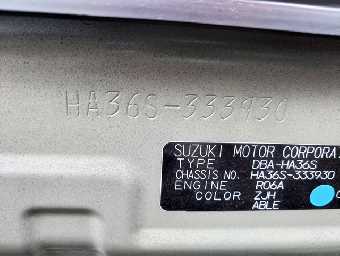 HA36S-333930
SUZUKI MOTOR CORPORA
TYPE DBA-HA36S
CHASSIS NO. HA36S-333930
ENGINE R06A
COLOR ZJH
ABLE